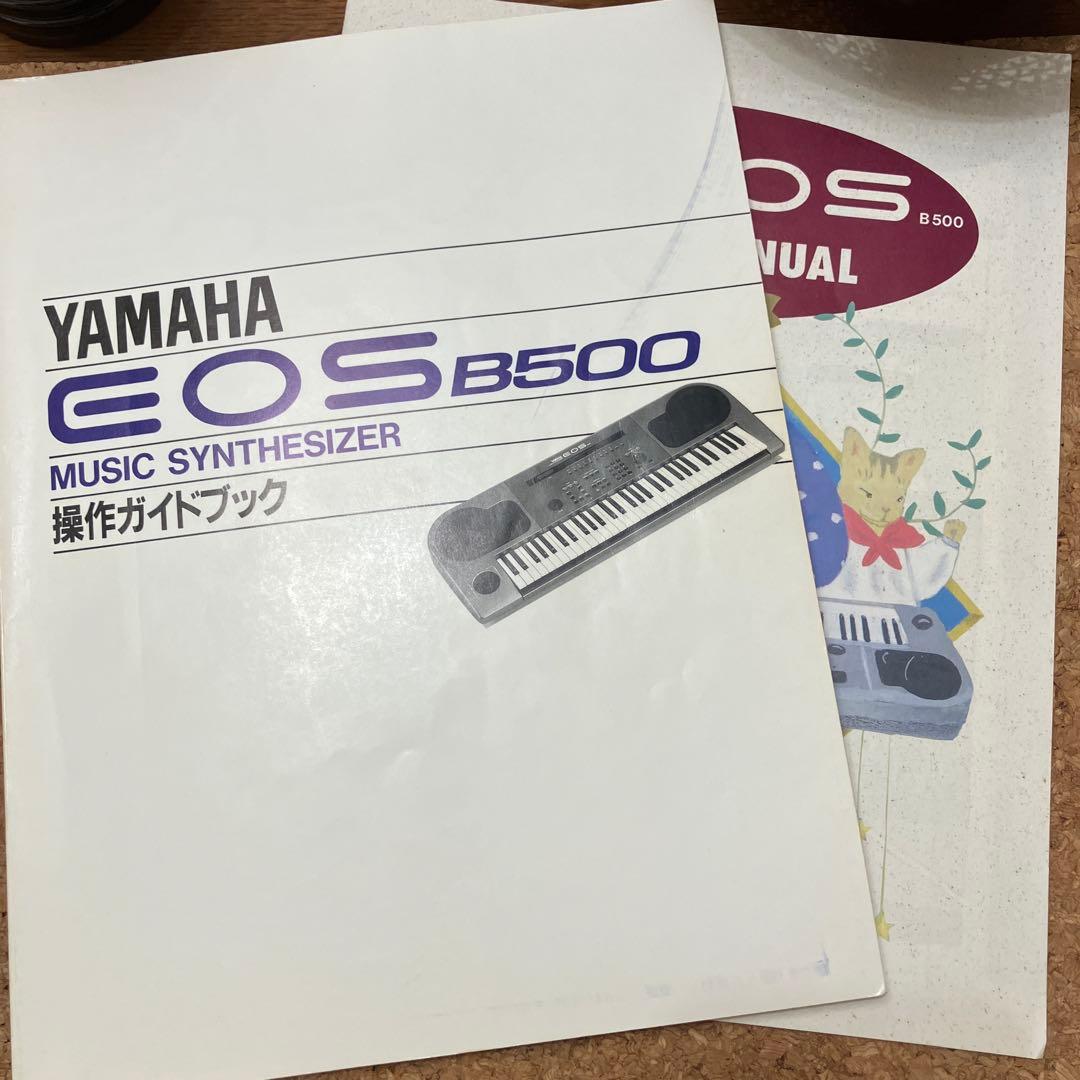 YAMAHA
EOS B500
MUSIC SYNTHESIZER
操作ガイドブック
OS B500
NUAL